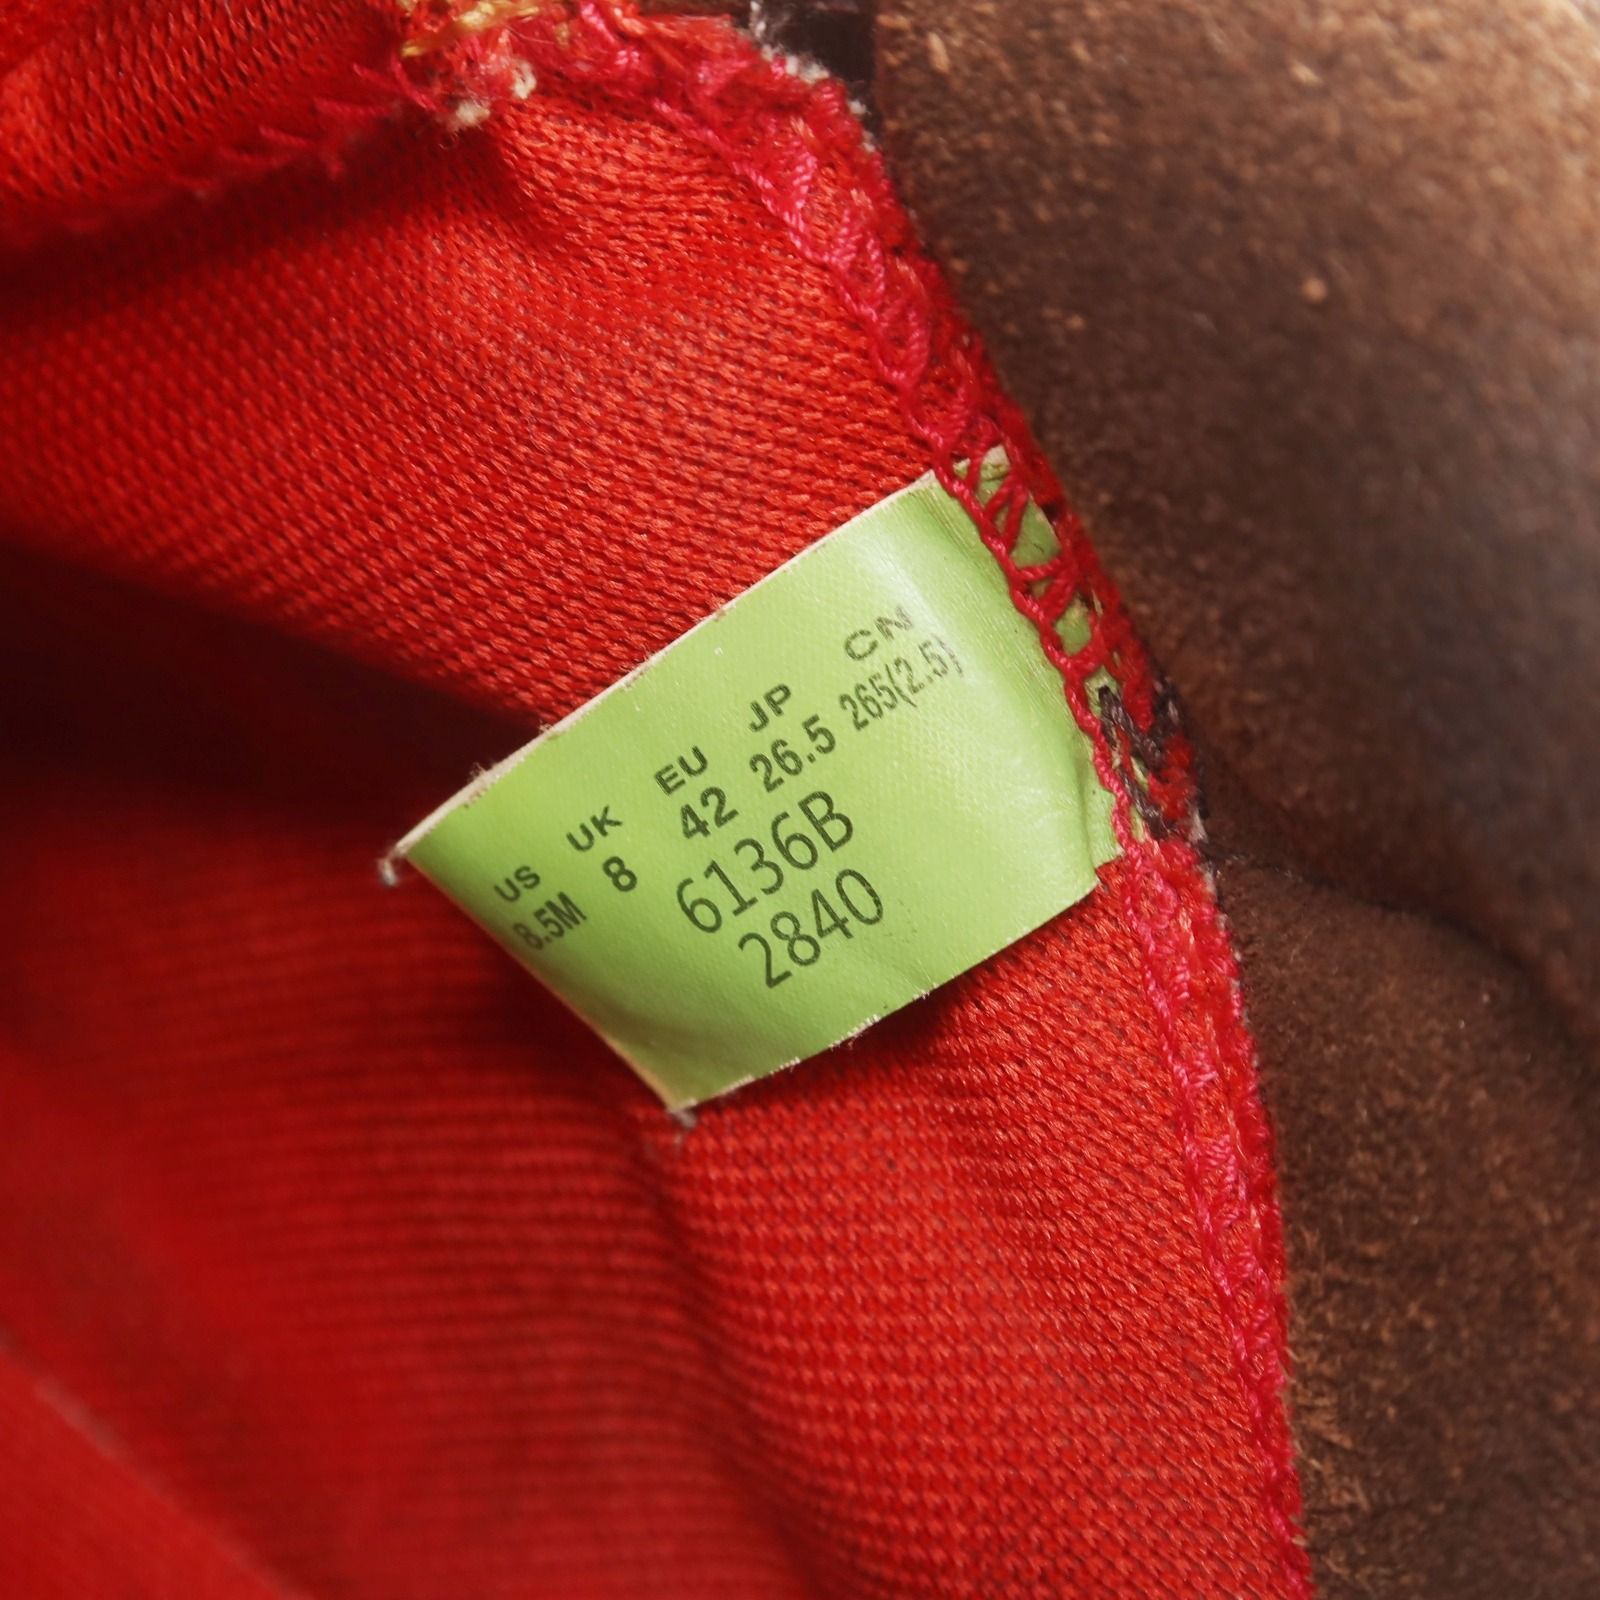 US UK EU JP CN
8.5M 8 42 26.5 265(2.5)
6136B
2840